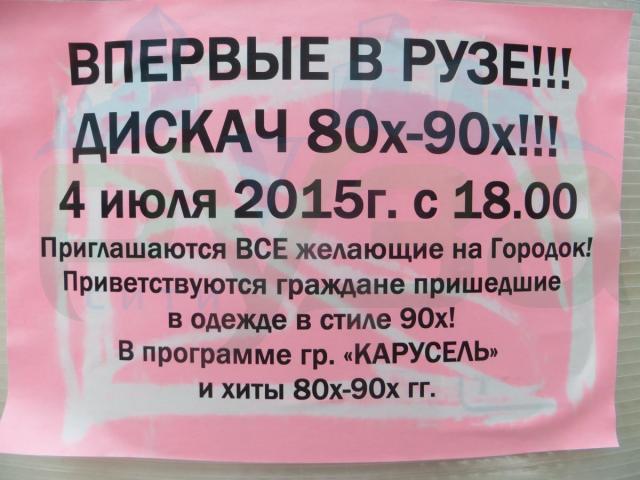 ВПЕРВЫЕ В РУЗЕ!!!
ДИСКАЧ 80х-90х!!!
4 июля 2015г. с 18.00
Приглашаются ВСЕ желающие на Городок!
Приветствуются граждане пришедшие
в одежде в стиле 90х!
В программе гр. «КАРУСЕЛЬ»
и хиты 80х-90х гг.